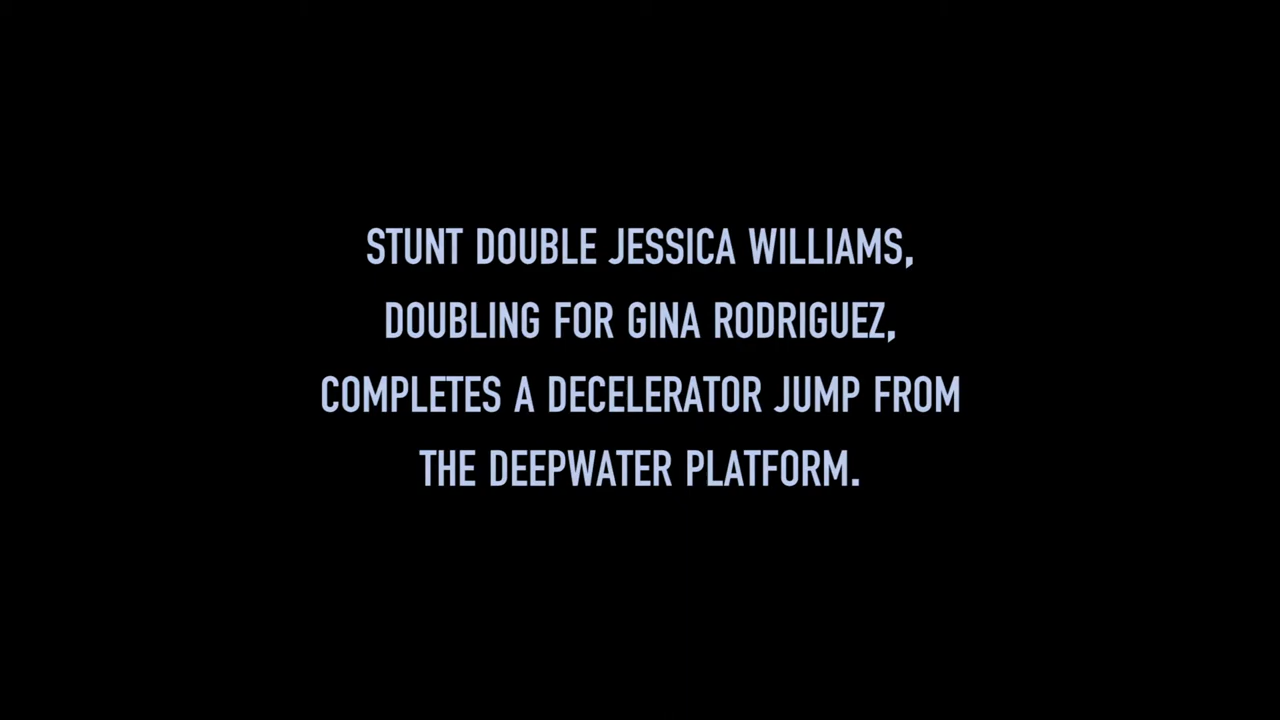 STUNT DOUBLE JESSICA WILLIAMS,
DOUBLING FOR GINA RODRIGUEZ,
COMPLETES A DECELERATOR JUMP FROM
THE DEEPWATER PLATFORM.